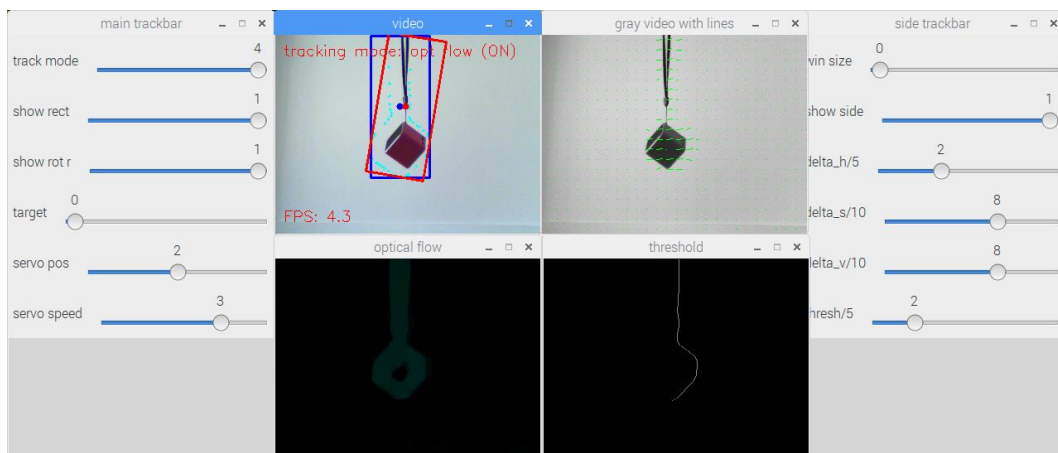 main trackbar
track mode
4
show rect
1
show rot r
1
target
0
servo pos
2
servo speed
3
video
tracking mode: opt flow (ON)
FPS: 4.3
gray video with lines
optical flow
threshold
side trackbar
win size
0
show side
1
delta_h/5
2
delta_s/10
8
delta_v/10
8
hresh/5
2